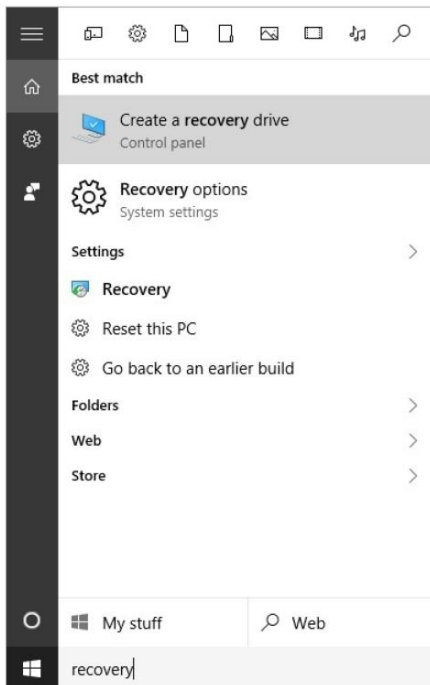 Best match
Create a recovery drive
Control panel
Recovery options
System settings
Settings
Recovery
Reset this PC
Go back to an earlier build
Folders
Web
Store
My stuff
Web
recovery